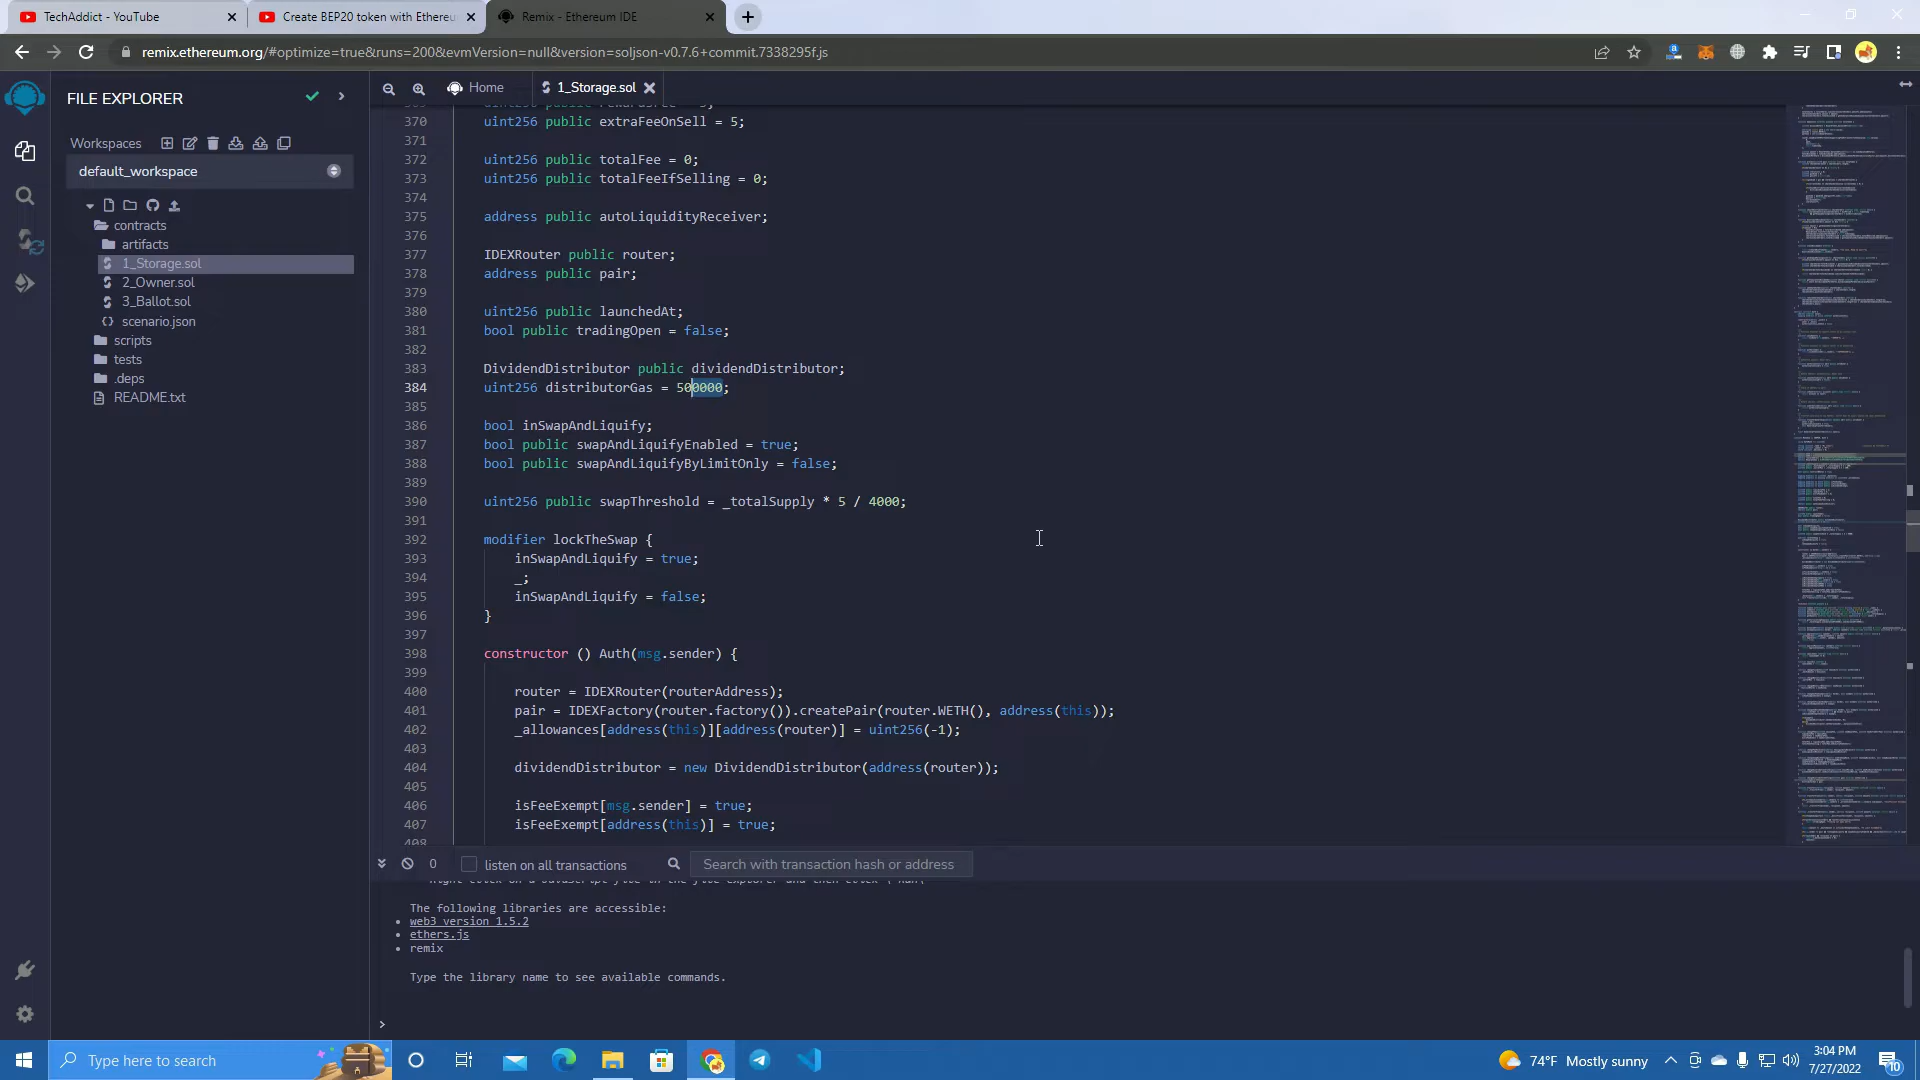 TechAddict - YouTube
Create BEP20 token with Ethereu
Remix - Ethereum IDE
remix.ethereum.org/#optimize=true&runs=200&evmVersion=null&version=soljson-v0.7.6+commit.7338295f.js
FILE EXPLORER
Home
1_Storage.sol
Workspaces
default_workspace
contracts
artifacts
1_Storage.sol
2_Owner.sol
3_Ballot.sol
scenario.json
scripts
tests
.deps
README.txt
370 uint256 public extraFeeOnSell = 5;
371
372 uint256 public totalFee = 0;
373 uint256 public totalFeeIfSelling = 0;
374
375 address public autoLiquidityReceiver;
376
377 IDEXRouter public router;
378 address public pair;
379
380 uint256 public launchedAt;
381 bool public tradingOpen = false;
382
383 DividendDistributor public dividendDistributor;
384 uint256 distributorGas = 500000;
385
386 bool inSwapAndLiquify;
387 bool public swapAndLiquifyEnabled = true;
388 bool public swapAndLiquifyByLimitOnly = false;
389
390 uint256 public swapThreshold = _totalSupply * 5 / 4000;
391
392 modifier lockTheSwap {
393 inSwapAndLiquify = true;
394 _;
395 inSwapAndLiquify = false;
396 }
397
398 constructor () Auth(msg.sender) {
399
400 router = IDEXRouter(routerAddress);
401 pair = IDEXFactory(router.factory()).createPair(router.WETH(), address(this));
402 _allowances[address(this)][address(router)] = uint256(-1);
403
404 dividendDistributor = new DividendDistributor(address(router));
405
406 isFeeExempt[msg.sender] = true;
407 isFeeExempt[address(this)] = true;
408
0 listen on all transactions Search with transaction hash or address
The following libraries are accessible:
• web3 version 1.5.2
• ethers.js
• remix
Type the library name to see available commands.
>
Type here to search
74°F Mostly sunny
3:04 PM
7/27/2022
10